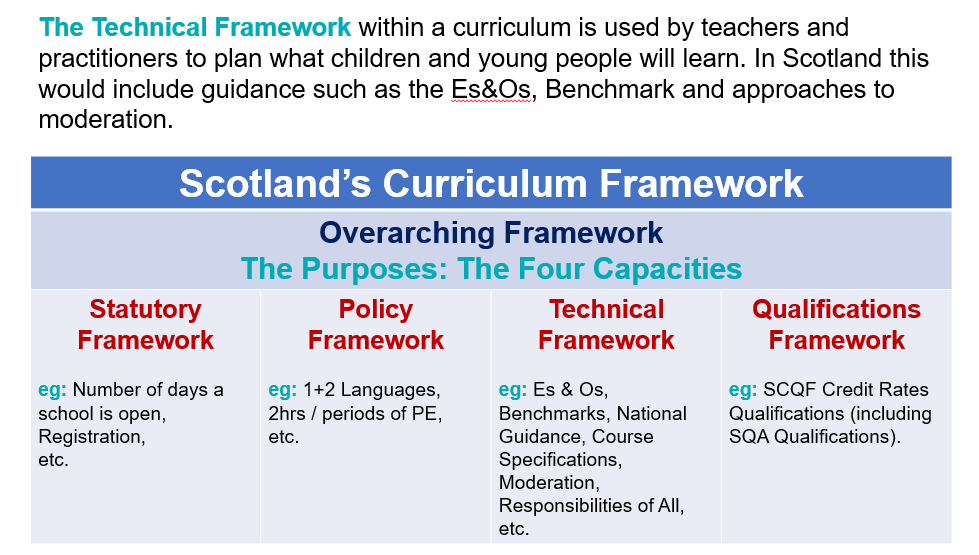 The Technical Framework within a curriculum is used by teachers and
practitioners to plan what children and young people will learn. In Scotland this
would include guidance such as the Es&Os, Benchmark and approaches to
moderation.
Scotland's Curriculum Framework
Overarching Framework
The Purposes: The Four Capacities
Statutory
Framework
eg: Number of days a
school is open,
Registration,
etc.
Policy
Framework
eg: 1+2 Languages,
2hrs / periods of PE,
etc.
Technical
Framework
eg: Es & Os,
Benchmarks, National
Guidance, Course
Specifications,
Moderation,
Responsibilities of All,
etc.
Qualifications
Framework
eg: SCQF Credit Rates
Qualifications (including
SQA Qualifications).